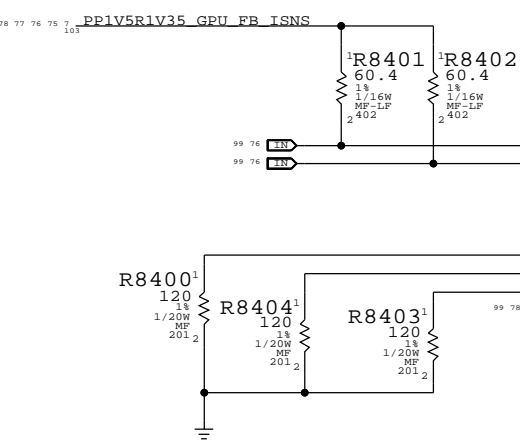 78 77 76 75 7
103
PP1V5R1V35_GPU_FB_ISNS
1
R8401
60.4
1%
1/16W
MF-LF
402
2
1
R8402
60.4
1%
1/16W
MF-LF
402
2
99 76 IN
99 76 IN
R8400
1
120
1%
1/20W
MF
201
2
R8404
1
120
1%
1/20W
MF
201
2
R8403
1
120
1%
1/20W
MF
201
2
99 78